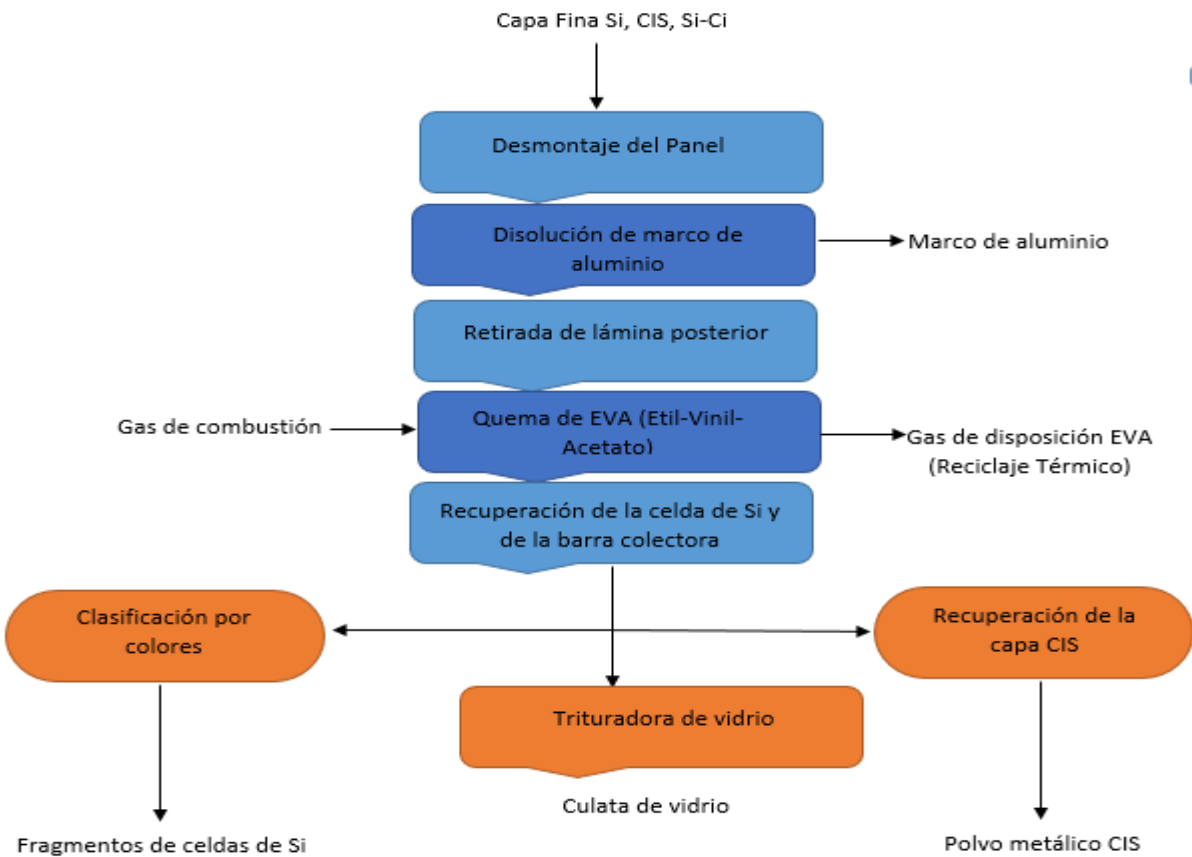 Capa Fina Si, CIS, Si-Ci
Desmontaje del Panel
Disolución de marco de
aluminio
Marco de aluminio
Retirada de lámina posterior
Gas de combustión
Quema de EVA (Etil-Vinil-
Acetato)
Gas de disposición EVA
(Reciclaje Térmico)
Recuperación de la celda de Si y
de la barra colectora
Clasificación por
colores
Recuperación de la
capa CIS
Trituradora de vidrio
Culata de vidrio
Fragmentos de celdas de Si
Polvo metálico CIS